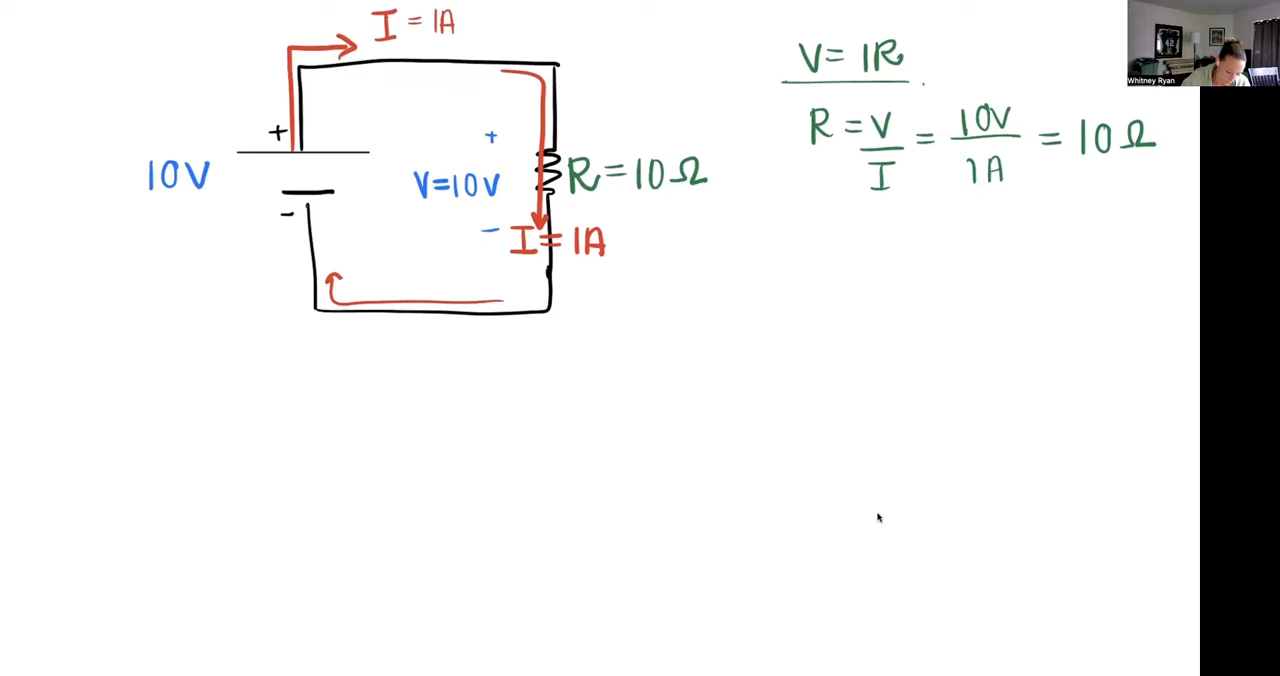 I = 1A
+
10V
-
+
V=10V
-
R=10Ω
I = 1A
V= IR
R = V/I = 10V/1A = 10Ω
Whitney Ryan